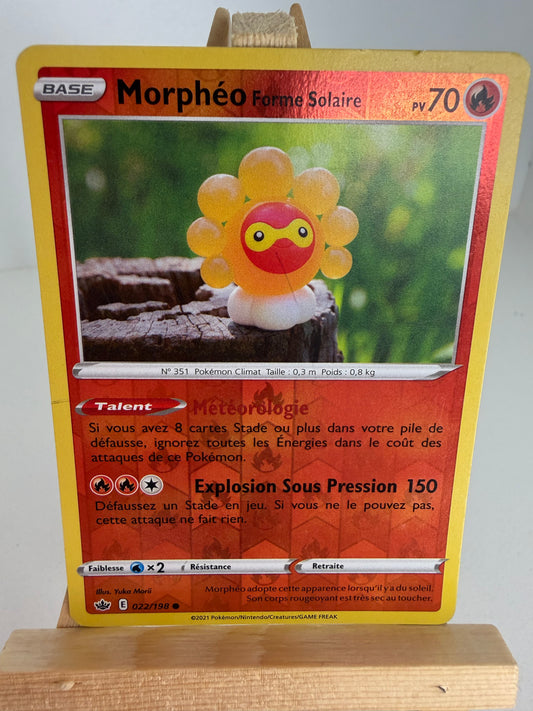 BASE Morphéo Forme Solaire PV 70
N° 351 Pokémon Climat Taille : 0,3 m Poids : 0,8 kg
Talent Météorologie
Si vous avez 8 cartes Stade ou plus dans votre pile de
défausse, ignorez toutes les Énergies dans le coût des
attaques de ce Pokémon.
Explosion Sous Pression 150
Défaussez un Stade en jeu. Si vous ne le pouvez pas,
cette attaque ne fait rien.
Faiblesse ×2 Résistance Retraite
Illus. Yuka Morii
Morphéo adopte cette apparence lorsqu'il y a du soleil.
Son corps rougeoyant est très sec au toucher.
E 022/198
©2021 Pokémon/Nintendo/Creatures/GAME FREAK